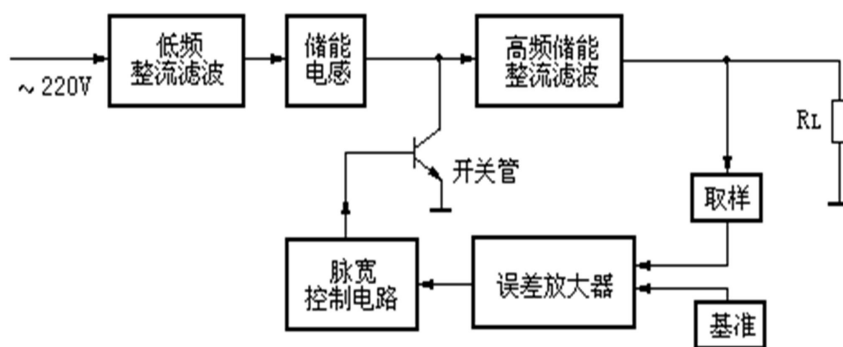 低频
整流滤波
储能
电感
高频储能
整流滤波
~220V
RL
开关管
取样
脉宽
控制电路
误差放大器
基准